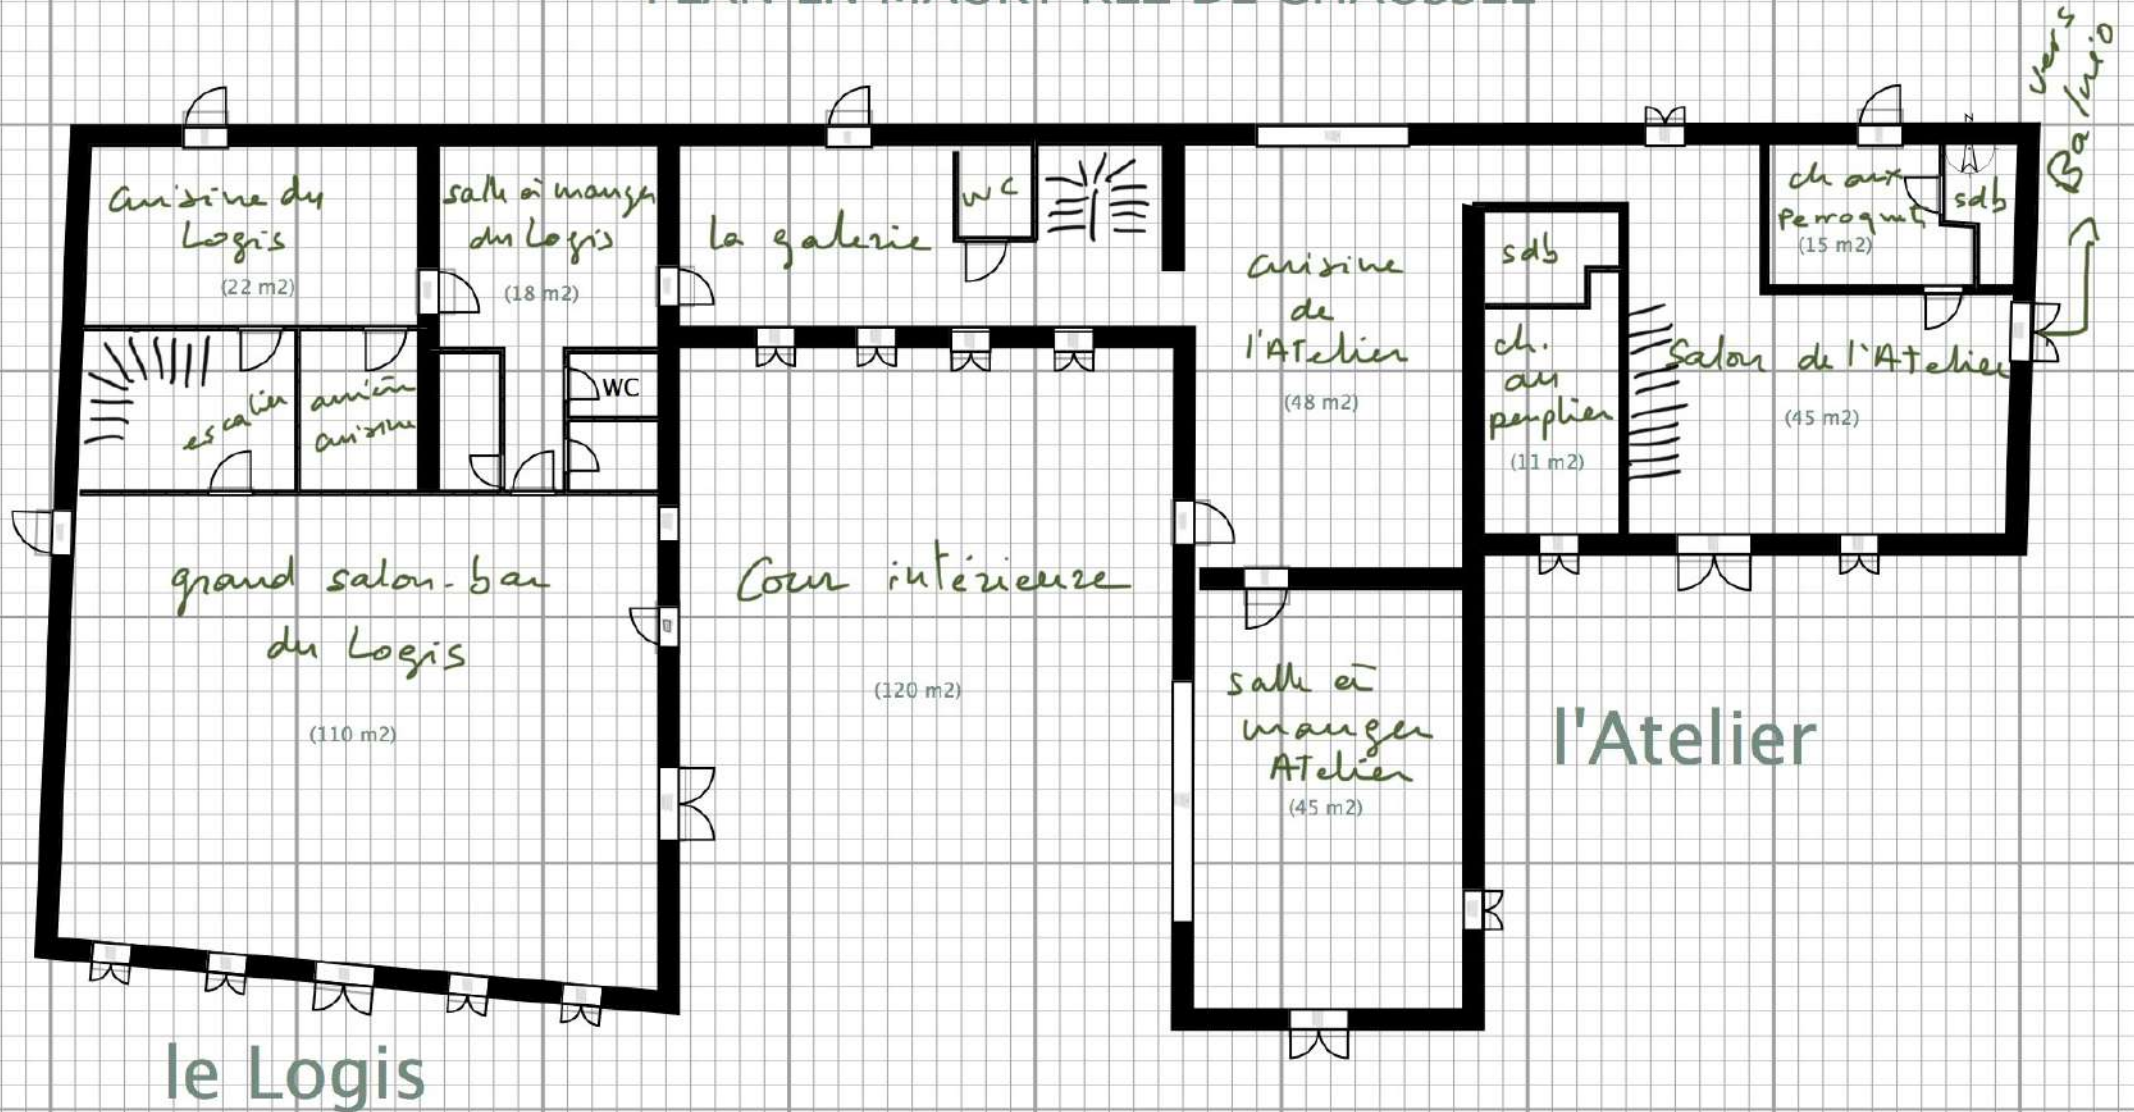 vers
Balnéo
cuisine du
Logis
(22 m2)
salle à manger
du Logis
(18 m2)
la galerie
WC
cuisine
de
l'Atelier
(48 m2)
sdb
ch.
au
peuplier
(11 m2)
ch aux
perroquets
(15 m2)
sdb
Salon de l'Atelier
(45 m2)
escalier
arrière
cuisine
WC
grand salon-bar
du Logis
(110 m2)
Cour intérieure
(120 m2)
salle à
manger
Atelier
(45 m2)
l'Atelier
le Logis